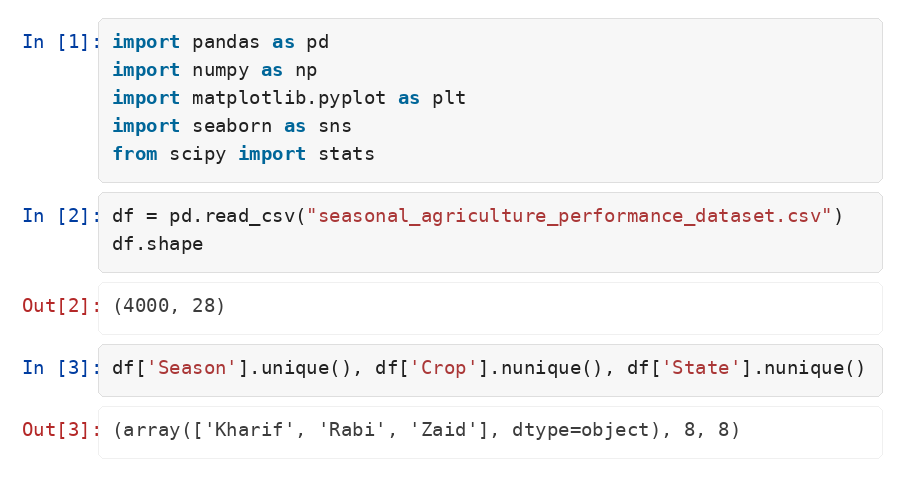 In [1]: import pandas as pd
import numpy as np
import matplotlib.pyplot as plt
import seaborn as sns
from scipy import stats
In [2]: df = pd.read_csv("seasonal_agriculture_performance_dataset.csv")
df.shape
Out[2]: (4000, 28)
In [3]: df['Season'].unique(), df['Crop'].nunique(), df['State'].nunique()
Out[3]: (array(['Kharif', 'Rabi', 'Zaid'], dtype=object), 8, 8)